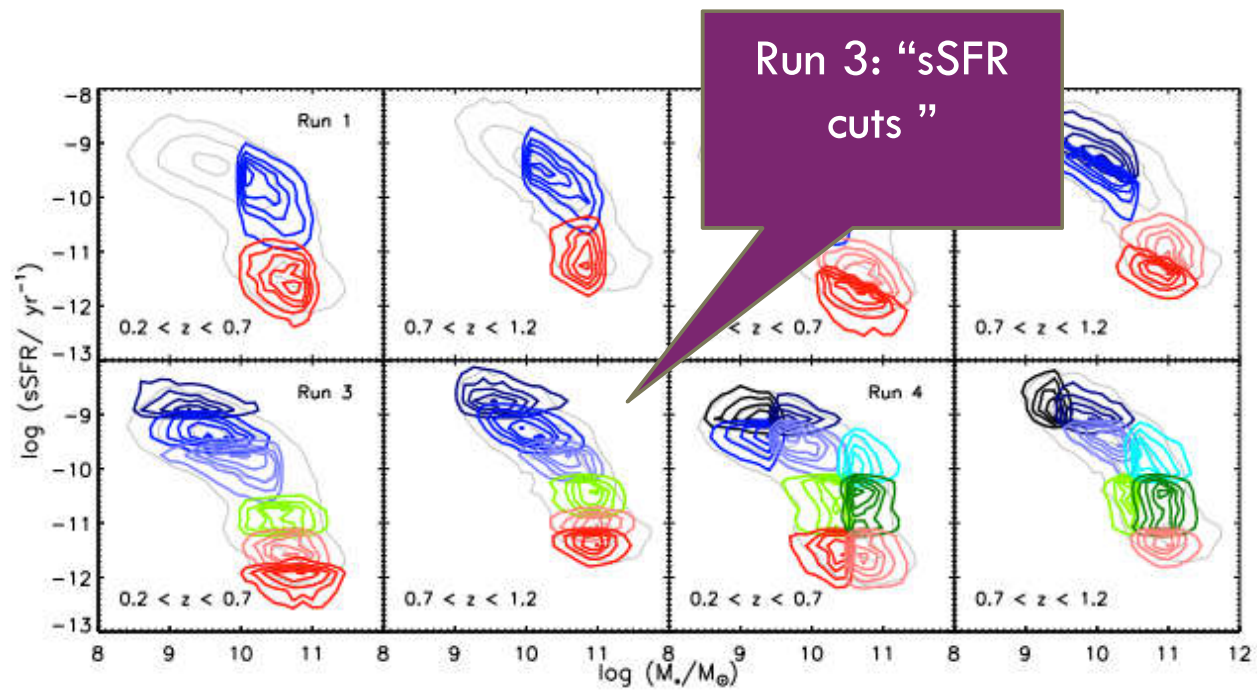 Run 3: “sSFR
cuts ”
-8
-9
-10
-11
-12
-13
Run 1
0.2 < z < 0.7
0.7 < z < 1.2
< z < 0.7
0.7 < z < 1.2
log (sSFR/ yr⁻¹)
-9
-10
-11
-12
-13
Run 3
Run 4
0.2 < z < 0.7
0.7 < z < 1.2
0.2 < z < 0.7
0.7 < z < 1.2
8 9 10 11 8 9 10 11 8 9 10 11 8 9 10 11 12
log (M⁎/M☉)